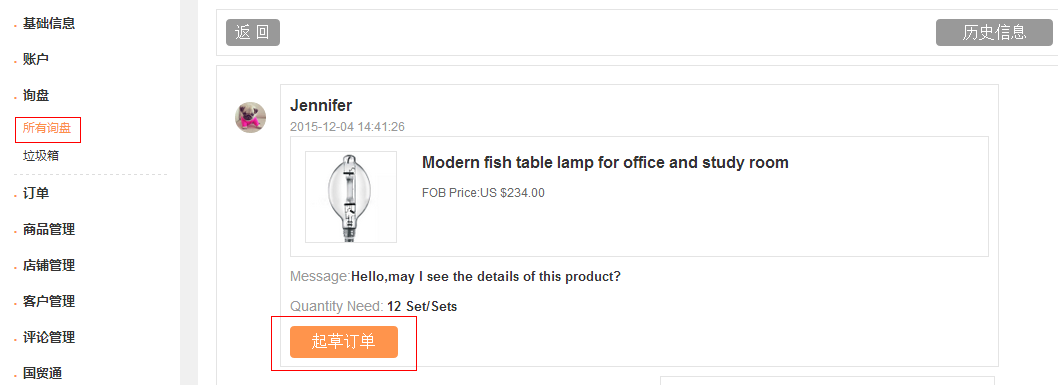 基础信息
账户
询盘
所有询盘
垃圾箱
订单
商品管理
店铺管理
客户管理
评论管理
国贸通
返 回
历史信息
Jennifer
2015-12-04 14:41:26
Modern fish table lamp for office and study room
FOB Price:US $234.00
Message:Hello,may I see the details of this product?
Quantity Need: 12 Set/Sets
起草订单